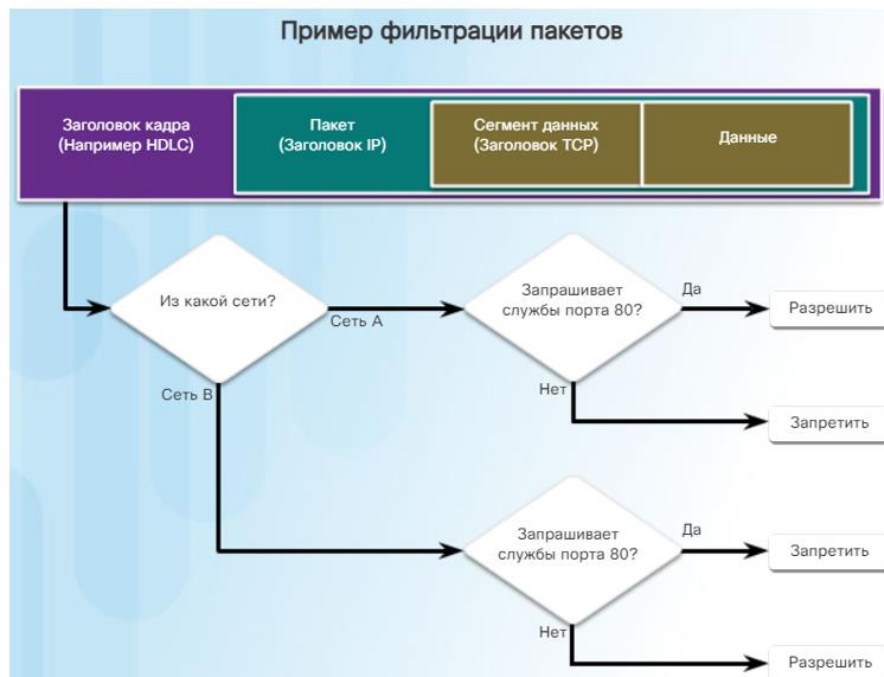 Пример фильтрации пакетов
Заголовок кадра
(Например HDLC)
Пакет
(Заголовок IP)
Сегмент данных
(Заголовок TCP)
Данные
Из какой сети?
Сеть A
Запрашивает
службы порта 80?
Да
Разрешить
Нет
Запретить
Сеть B
Запрашивает
службы порта 80?
Да
Запретить
Нет
Разрешить